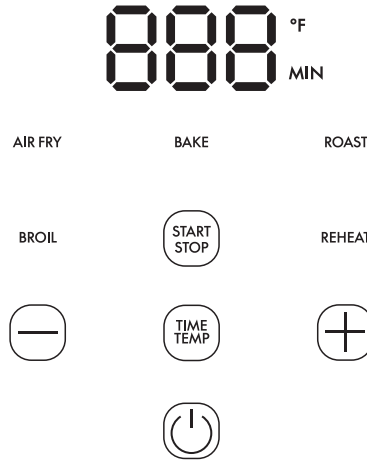 888 °F
MIN
AIR FRY BAKE ROAST
BROIL START STOP REHEAT
TIME TEMP